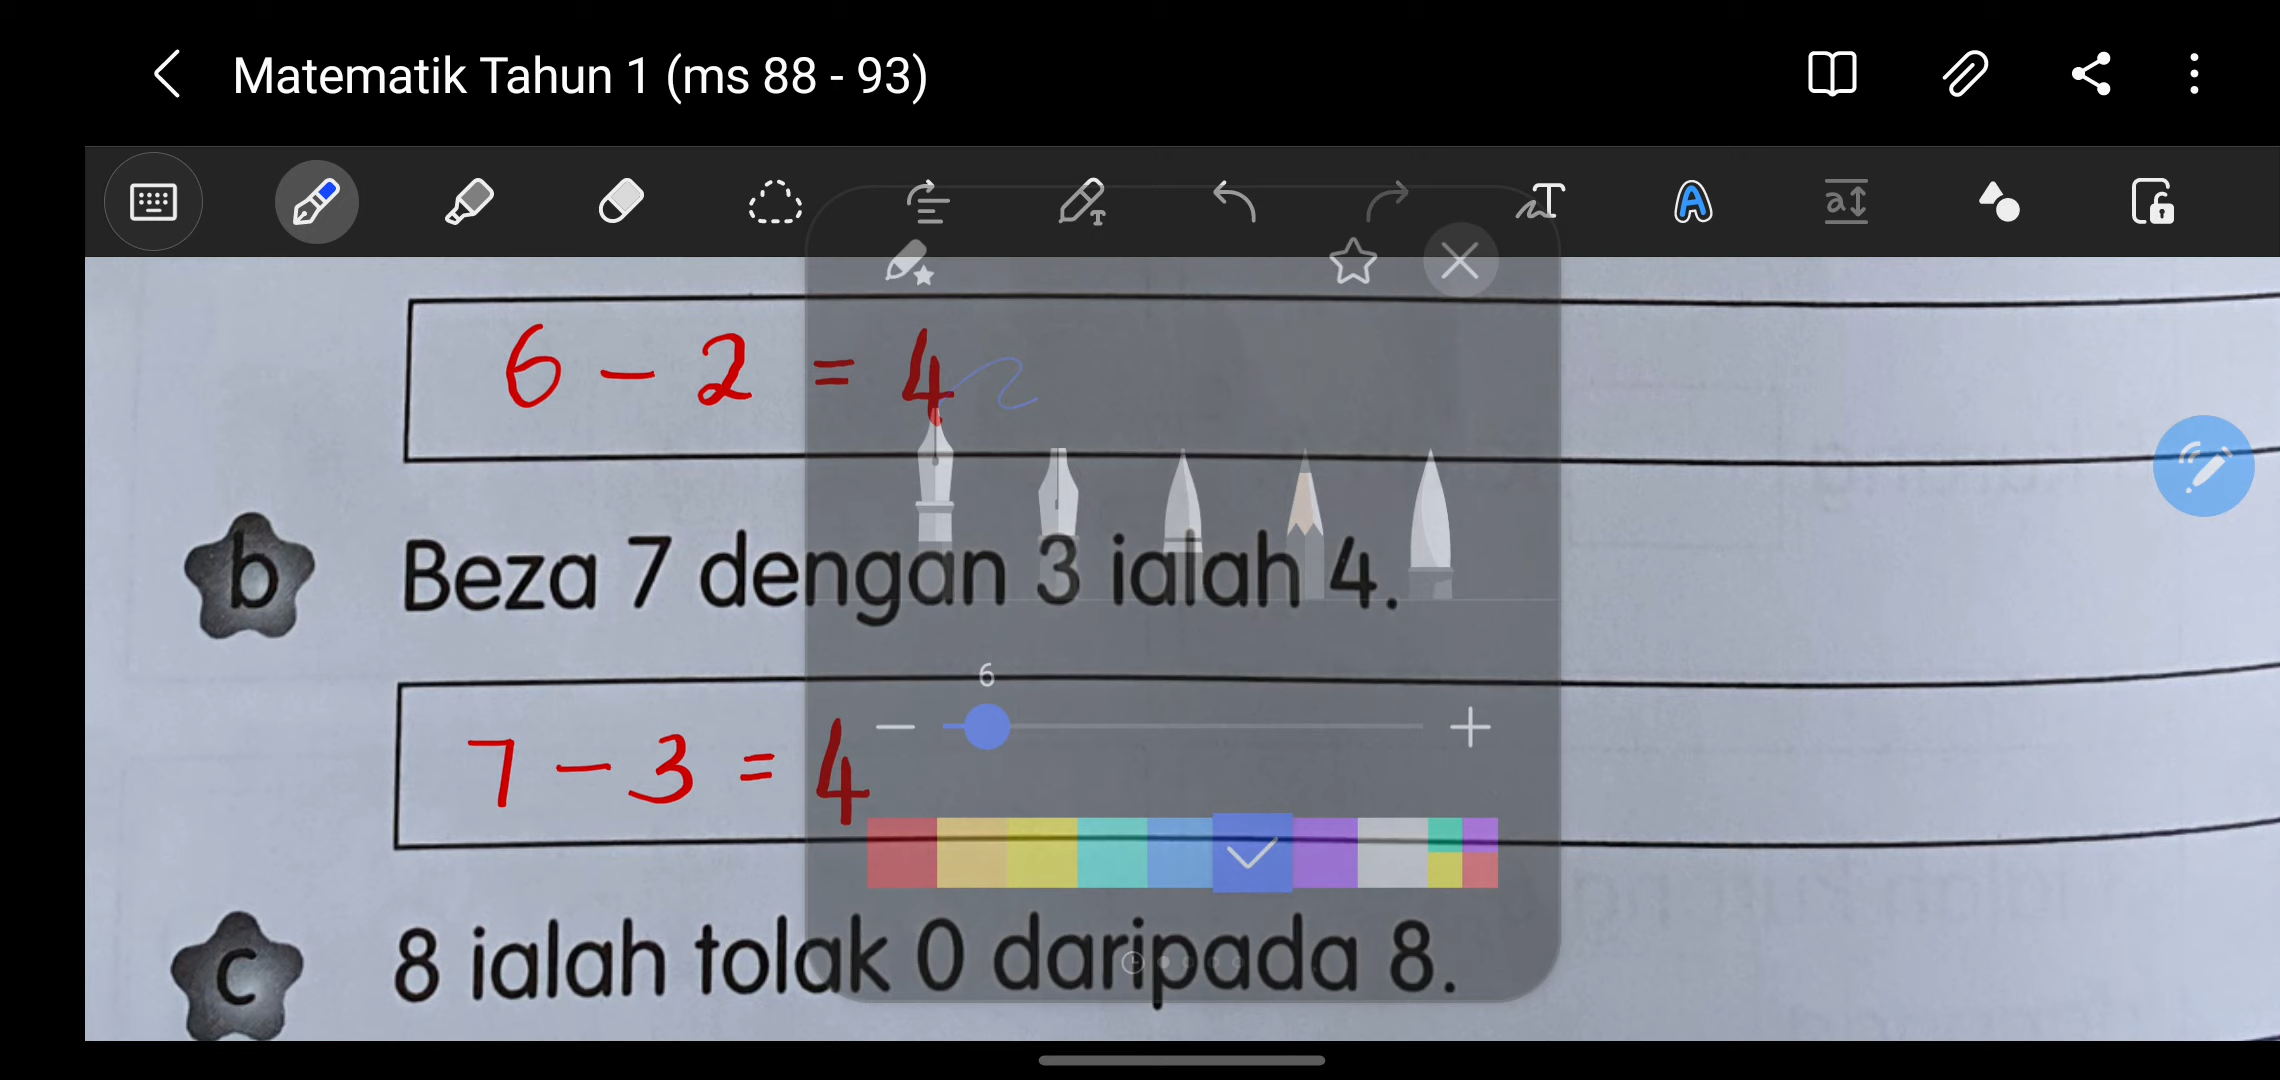 Matematik Tahun 1 (ms 88 - 93)
6 - 2 = 4
b Beza 7 dengan 3 ialah 4.
6
7 - 3 = 4
c 8 ialah tolak 0 daripada 8.